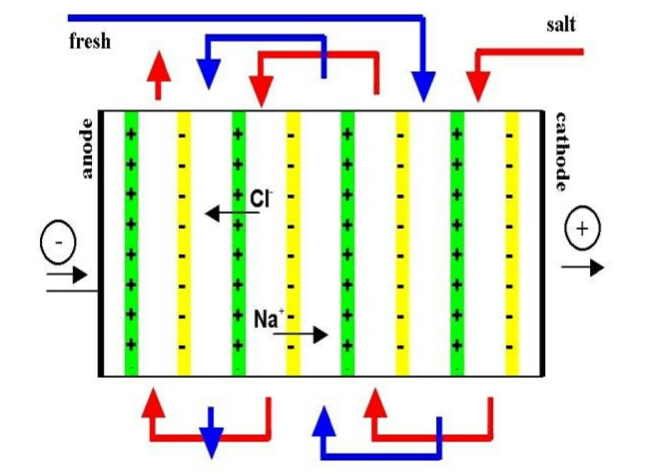 fresh
salt
anode
cathode
+ - + - + - + -
+ - + - + - + -
+ - + - + - + -
Cl-
+ - + - + - + -
+ - + - + - + -
- +
+ - + - + - + -
+ - + - + - + -
Na+
+ - + - + - + -